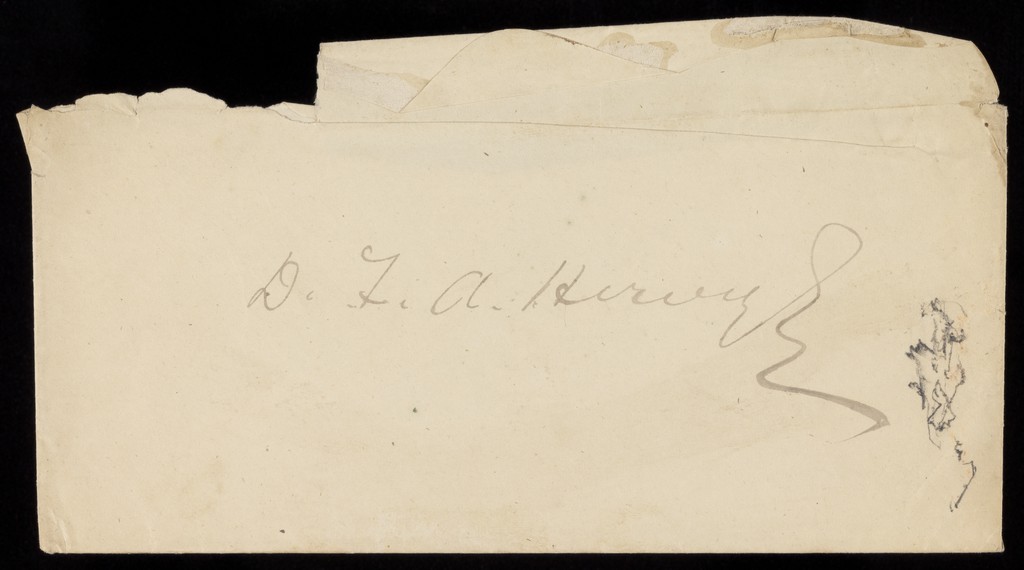 D. F. A. Hervey